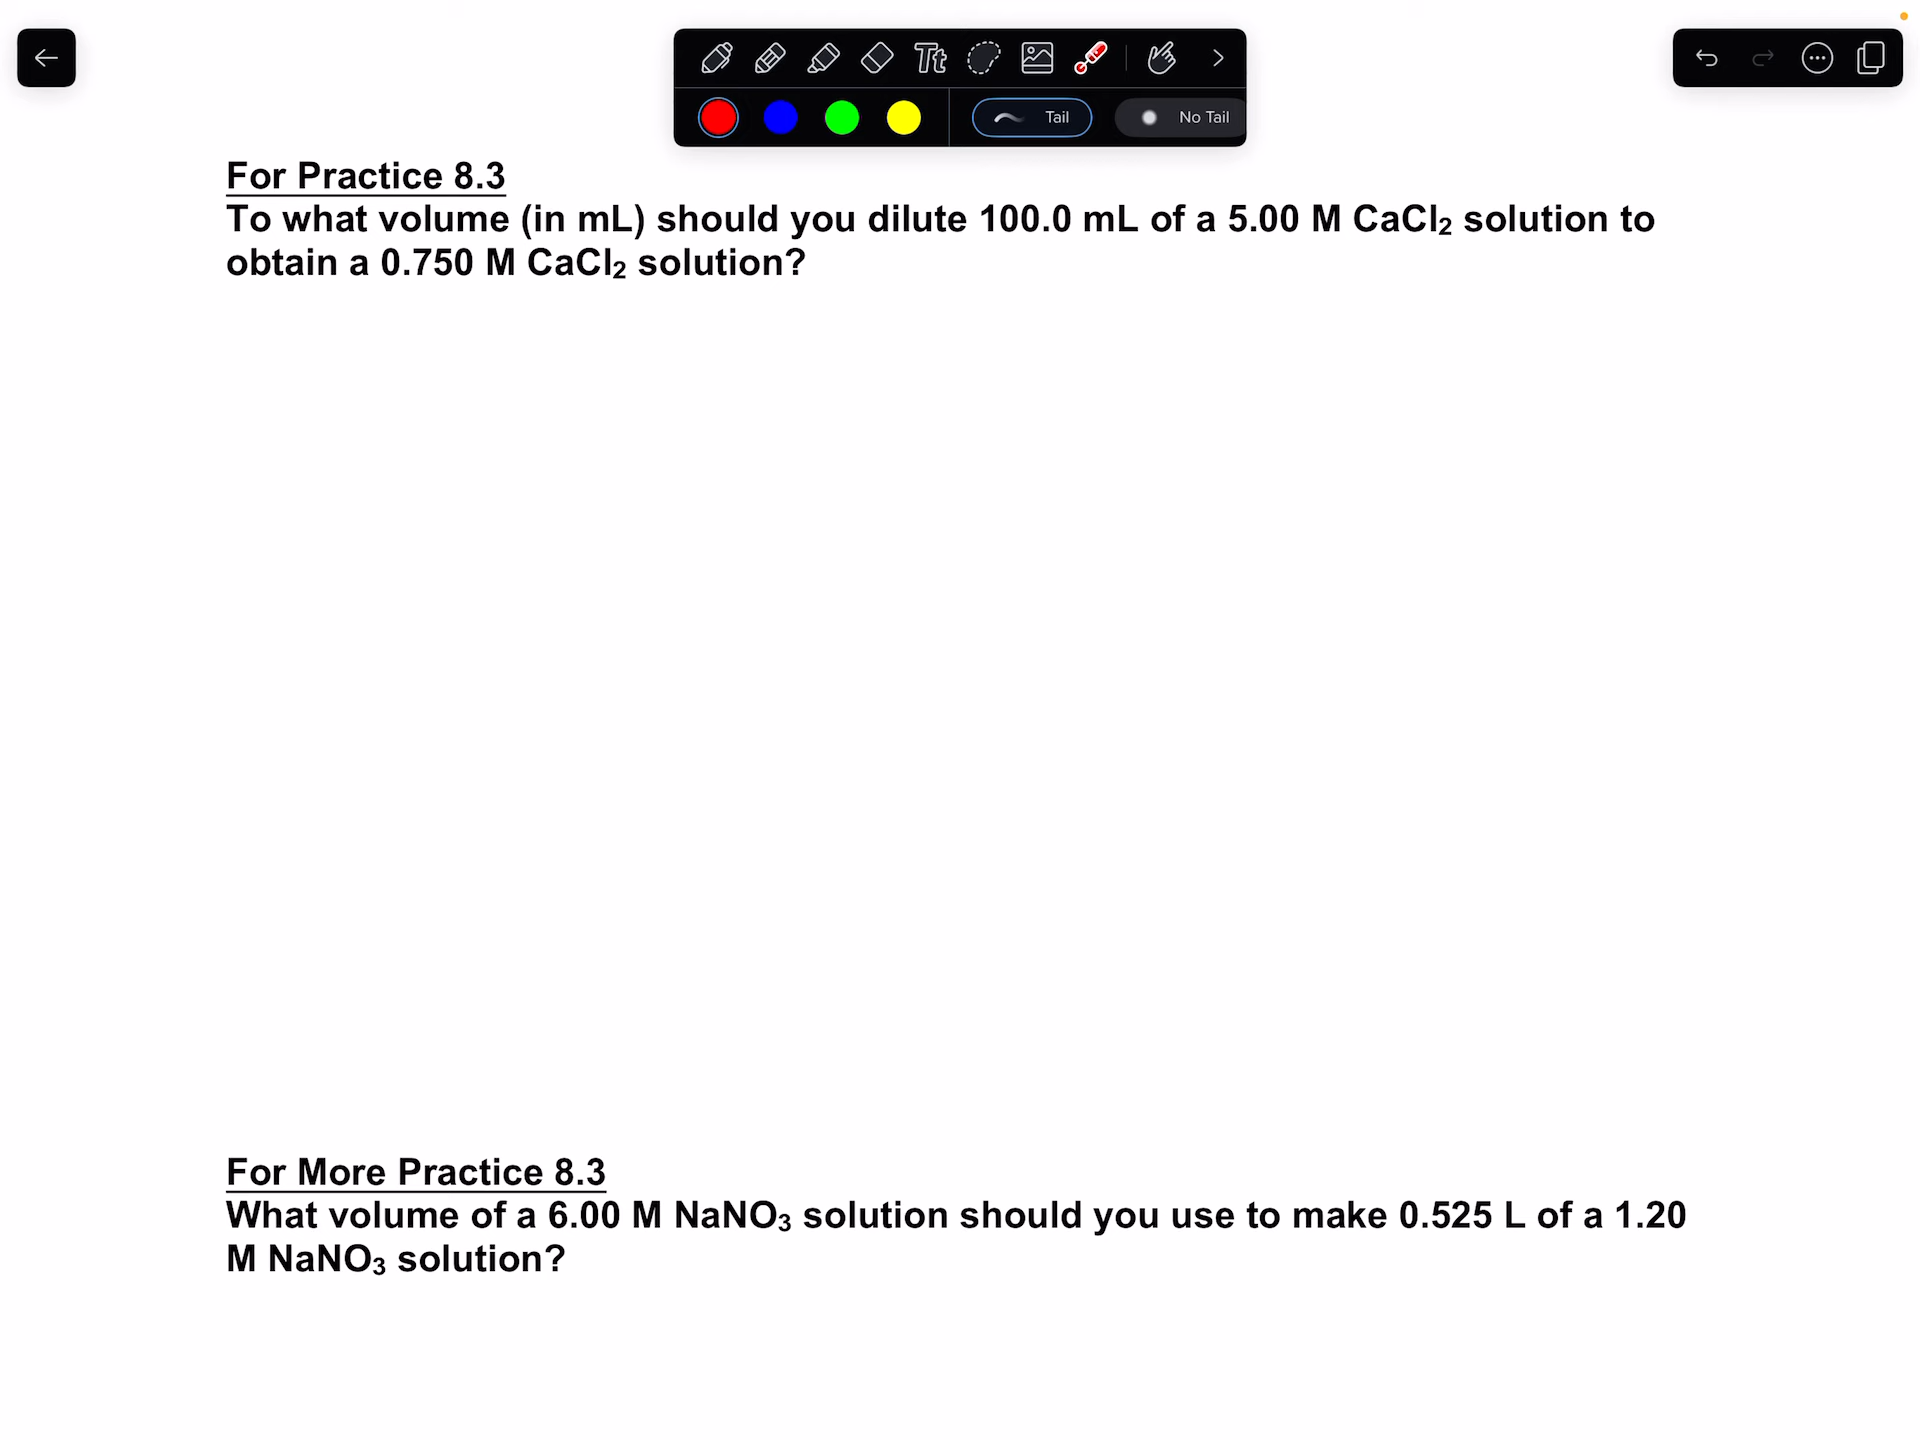 Tt
Tail
No Tail
For Practice 8.3
To what volume (in mL) should you dilute 100.0 mL of a 5.00 M CaCl₂ solution to
obtain a 0.750 M CaCl₂ solution?
For More Practice 8.3
What volume of a 6.00 M NaNO₃ solution should you use to make 0.525 L of a 1.20
M NaNO₃ solution?